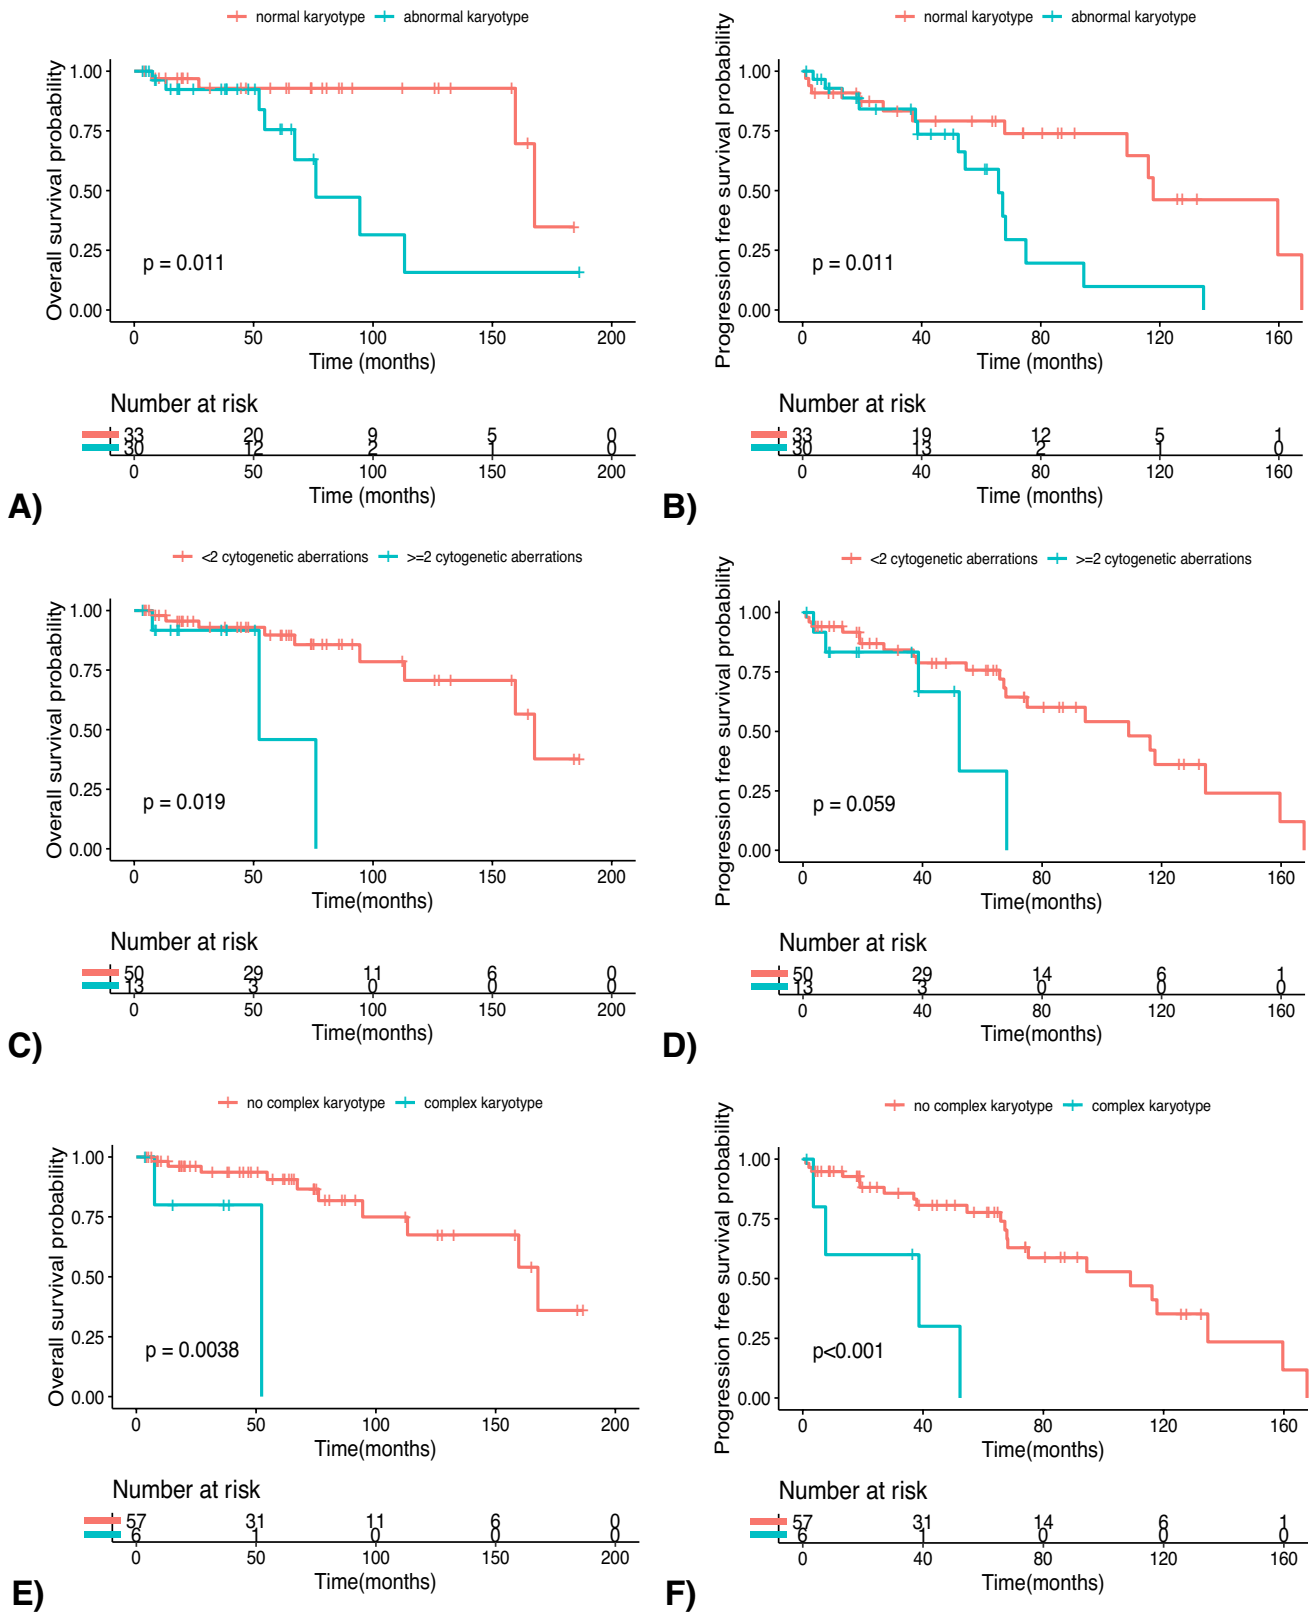 normal karyotype abnormal karyotype
Overall survival probability
1.00
0.75
0.50
0.25
0.00
p = 0.011
0 50 100 150 200
Time (months)
Number at risk
33 20 9 5 0
30 12 2 1 0
0 50 100 150 200
Time (months)
A)
normal karyotype abnormal karyotype
Progression free survival probability
1.00
0.75
0.50
0.25
0.00
p = 0.011
0 40 80 120 160
Time (months)
Number at risk
33 19 12 5 1
30 13 2 1 0
0 40 80 120 160
Time (months)
B)
<2 cytogenetic aberrations >=2 cytogenetic aberrations
Overall survival probability
1.00
0.75
0.50
0.25
0.00
p = 0.019
0 50 100 150 200
Time(months)
Number at risk
50 29 11 6 0
13 3 0 0 0
0 50 100 150 200
Time(months)
C)
<2 cytogenetic aberrations >=2 cytogenetic aberrations
Progression free survival probability
1.00
0.75
0.50
0.25
0.00
p = 0.059
0 40 80 120 160
Time(months)
Number at risk
50 29 14 6 1
13 3 0 0 0
0 40 80 120 160
Time(months)
D)
no complex karyotype complex karyotype
Overall survival probability
1.00
0.75
0.50
0.25
0.00
p = 0.0038
0 50 100 150 200
Time(months)
Number at risk
57 31 11 6 0
6 1 0 0 0
0 50 100 150 200
Time(months)
E)
no complex karyotype complex karyotype
Progression free survival probability
1.00
0.75
0.50
0.25
0.00
p<0.001
0 40 80 120 160
Time(months)
Number at risk
57 31 14 6 1
6 1 0 0 0
0 40 80 120 160
Time(months)
F)